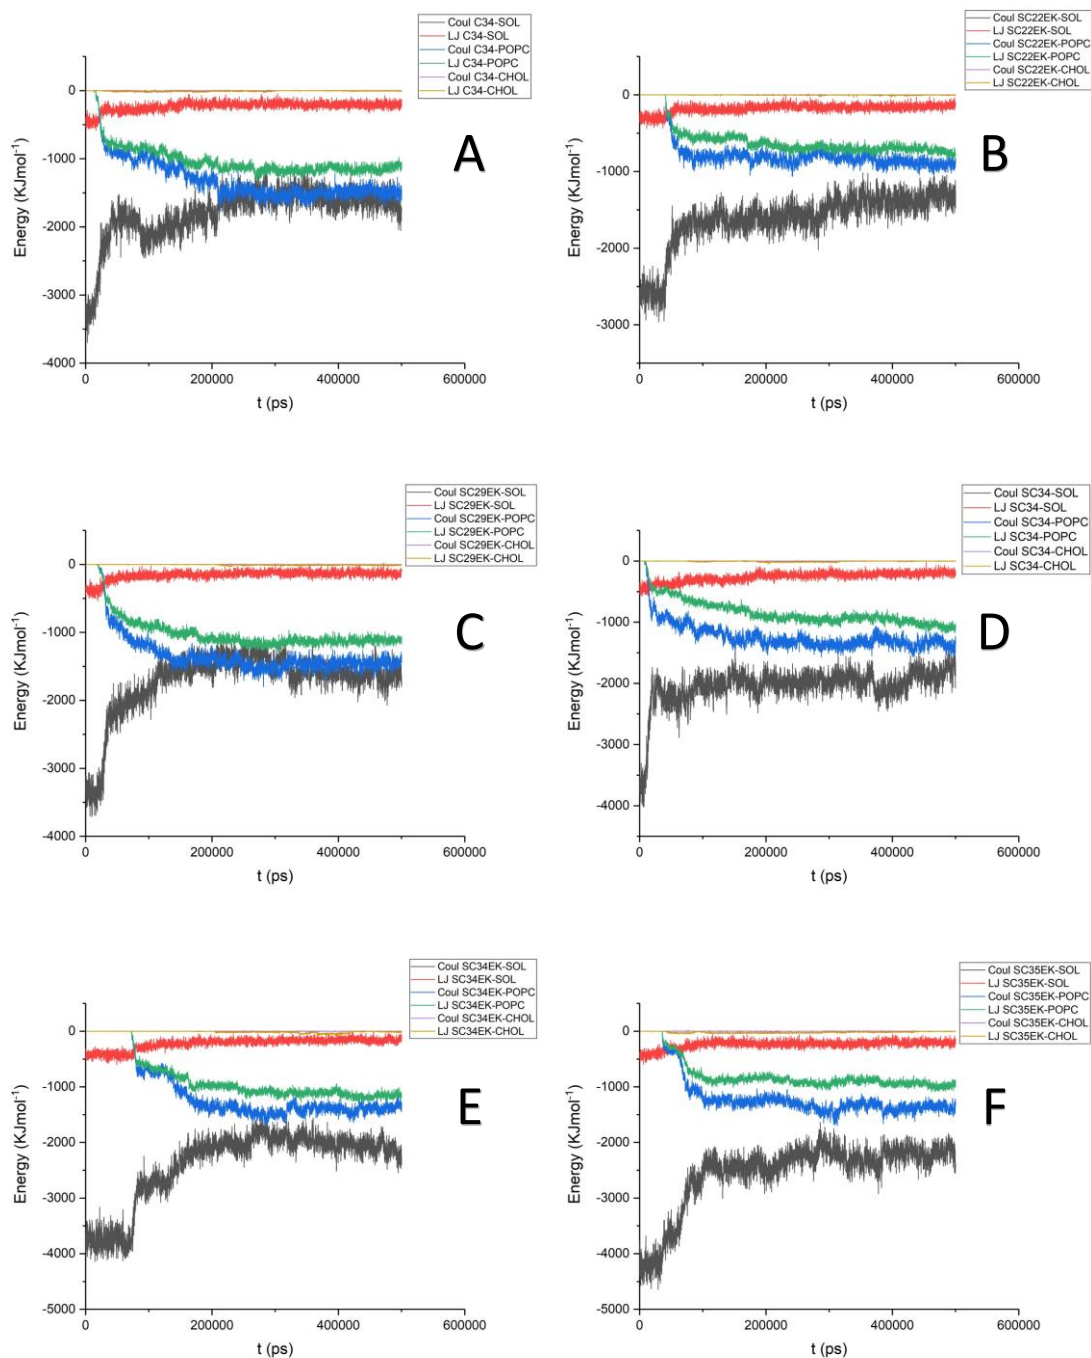 Coul C34-SOL
LJ C34-SOL
Coul C34-POPC
LJ C34-POPC
Coul C34-CHOL
LJ C34-CHOL
0
-1000
-2000
-3000
-4000
Energy (KJmol-1)
0 200000 400000 600000
t (ps)
A
Coul SC22EK-SOL
LJ SC22EK-SOL
Coul SC22EK-POPC
LJ SC22EK-POPC
Coul SC22EK-CHOL
LJ SC22EK-CHOL
0
-1000
-2000
-3000
Energy (KJmol-1)
0 200000 400000 600000
t (ps)
B
Coul SC29EK-SOL
LJ SC29EK-SOL
Coul SC29EK-POPC
LJ SC29EK-POPC
Coul SC29EK-CHOL
LJ SC29EK-CHOL
0
-1000
-2000
-3000
-4000
Energy (KJmol-1)
0 200000 400000 600000
t (ps)
C
Coul SC34-SOL
LJ SC34-SOL
Coul SC34-POPC
LJ SC34-POPC
Coul SC34-CHOL
LJ SC34-CHOL
0
-1000
-2000
-3000
-4000
Energy (KJmol-1)
0 200000 400000 600000
t (ps)
D
Coul SC34EK-SOL
LJ SC34EK-SOL
Coul SC34EK-POPC
LJ SC34EK-POPC
Coul SC34EK-CHOL
LJ SC34EK-CHOL
0
-1000
-2000
-3000
-4000
-5000
Energy (KJmol-1)
0 200000 400000 600000
t (ps)
E
Coul SC35EK-SOL
LJ SC35EK-SOL
Coul SC35EK-POPC
LJ SC35EK-POPC
Coul SC35EK-CHOL
LJ SC35EK-CHOL
0
-1000
-2000
-3000
-4000
-5000
Energy (KJmol-1)
0 200000 400000 600000
t (ps)
F